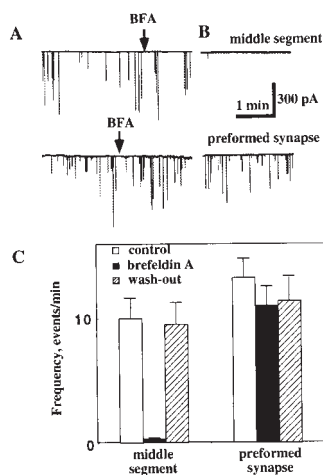 A
BFA
B
middle segment
1 min
300 pA
BFA
preformed synapse
C
control
brefeldin A
wash-out
Frequency, events/min
10
0
middle segment
preformed synapse